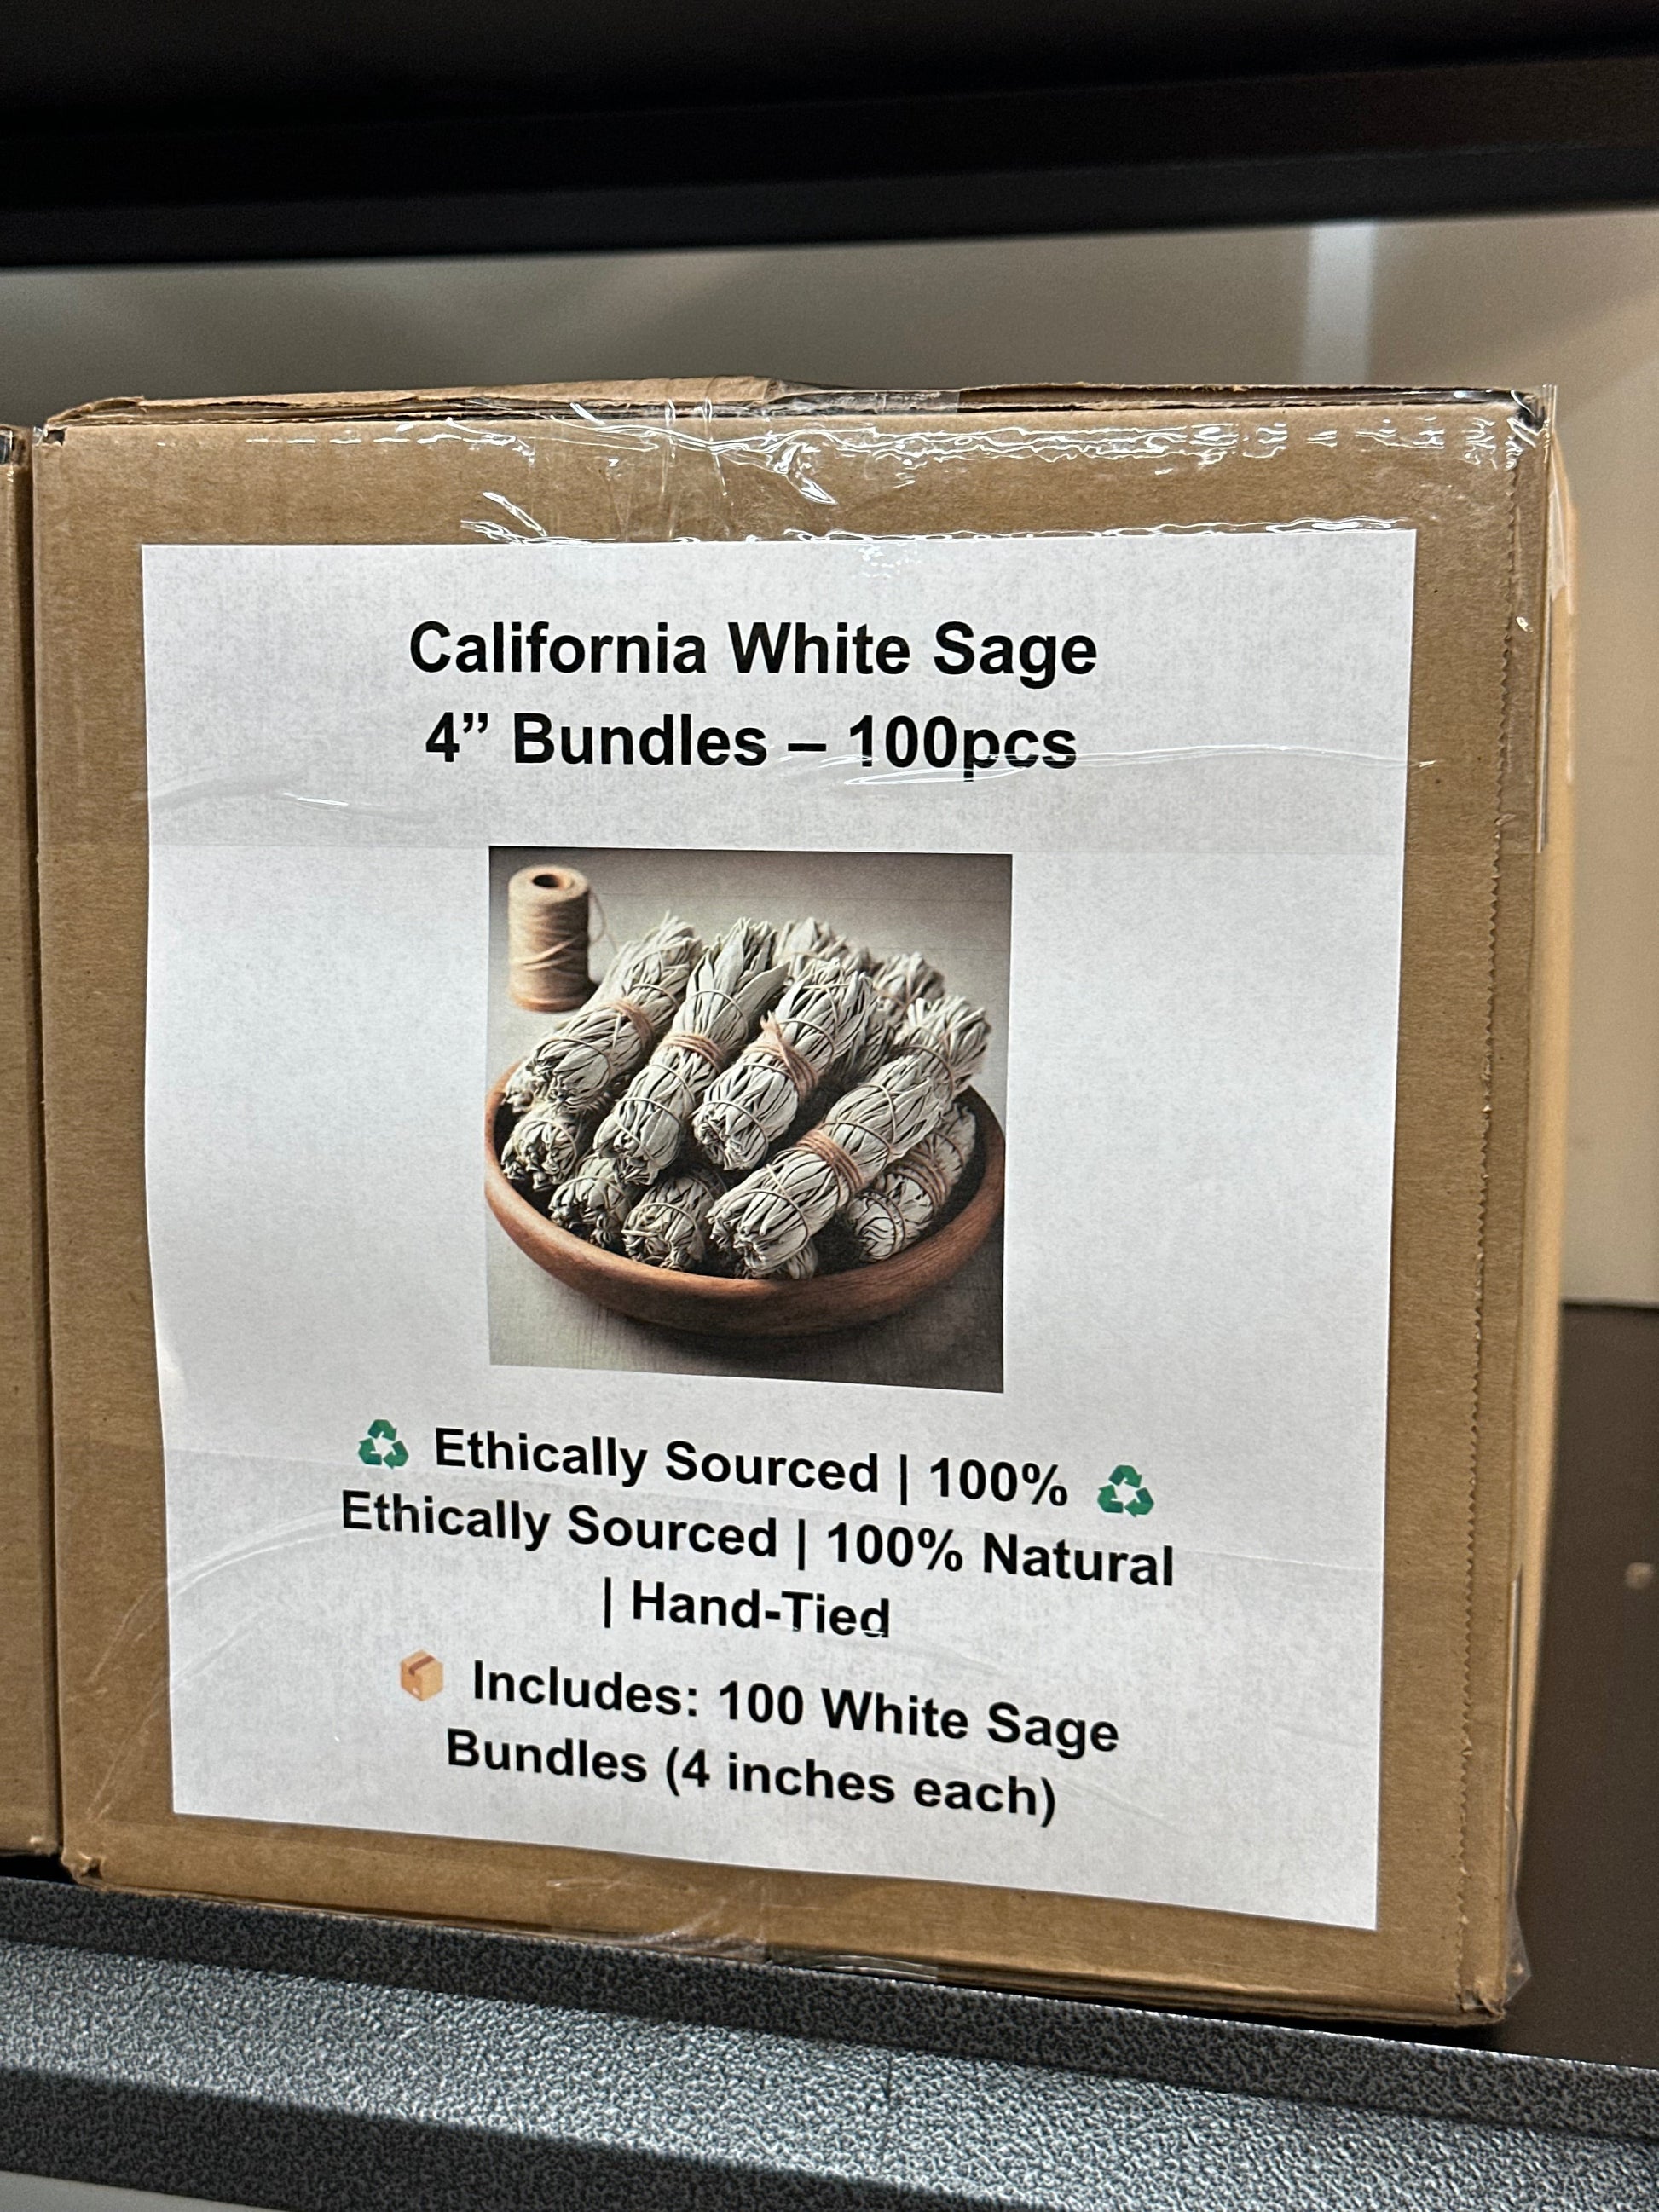 California White Sage
4” Bundles – 100pcs
♻ Ethically Sourced | 100% ♻
Ethically Sourced | 100% Natural
| Hand-Tied
📦 Includes: 100 White Sage
Bundles (4 inches each)